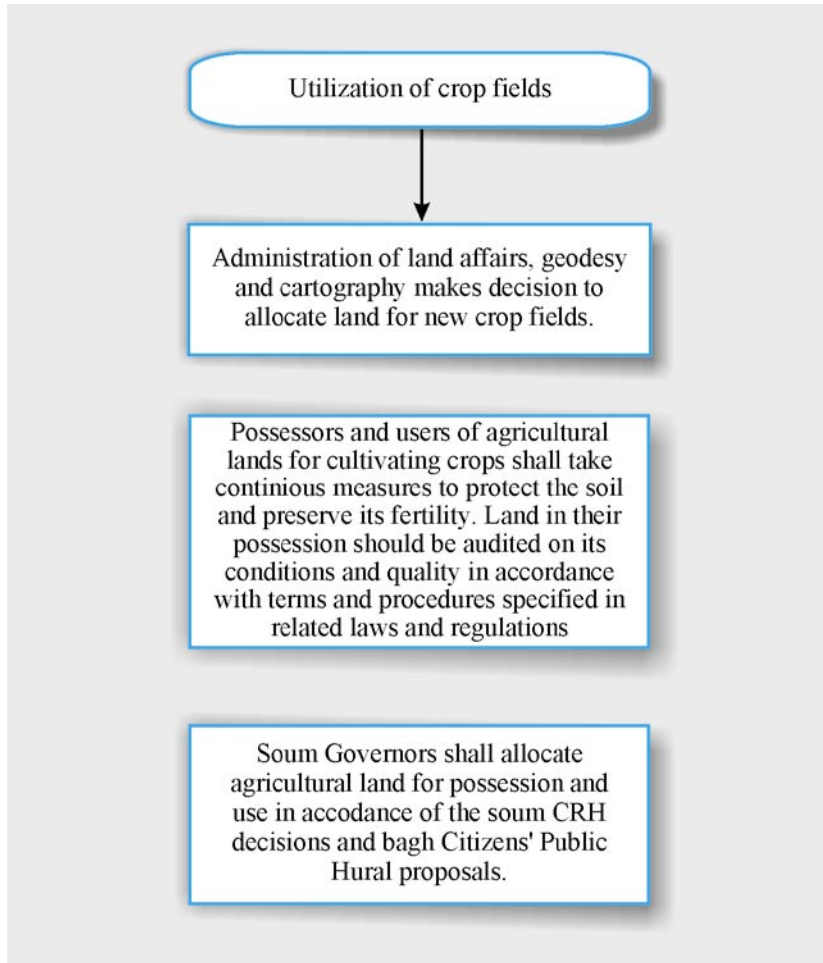 Utilization of crop fields
Administration of land affairs, geodesy
and cartography makes decision to
allocate land for new crop fields.
Possessors and users of agricultural
lands for cultivating crops shall take
continious measures to protect the soil
and preserve its fertility. Land in their
possession should be audited on its
conditions and quality in accordance
with terms and procedures specified in
related laws and regulations
Soum Governors shall allocate
agricultural land for possession and
use in accodance of the soum CRH
decisions and bagh Citizens' Public
Hural proposals.